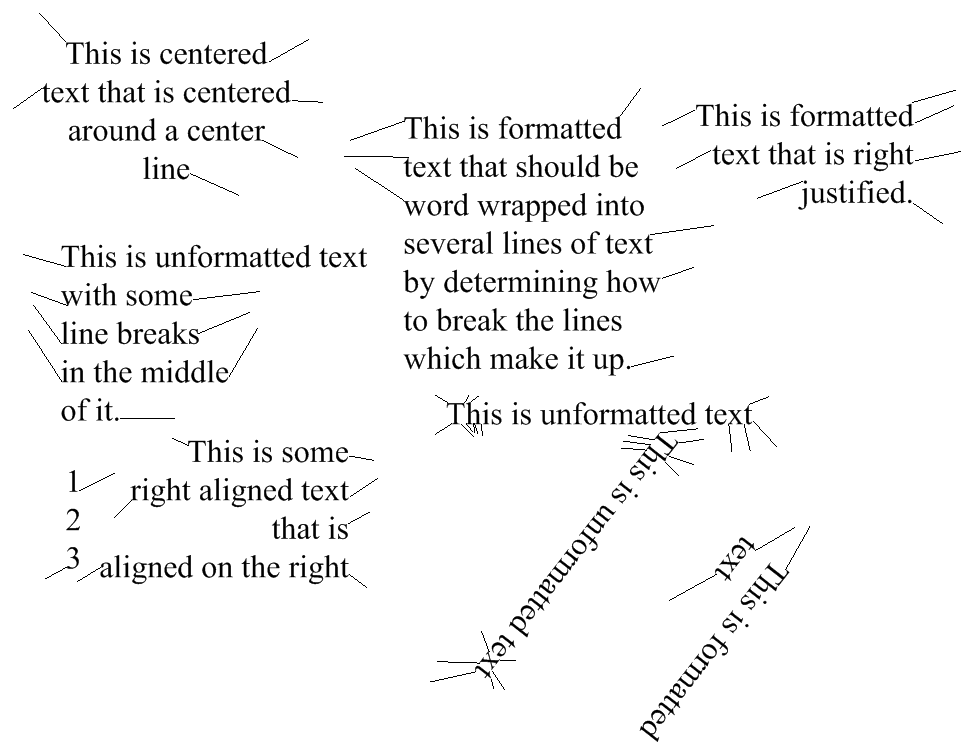 This is centered
text that is centered
around a center
line
This is formatted
text that should be
word wrapped into
several lines of text
by determining how
to break the lines
which make it up.
This is formatted
text that is right
justified.
This is unformatted text
with some
line breaks
in the middle
of it.
This is unformatted text
This is some
right aligned text
that is
aligned on the right
1
2
3
This is unformatted text
This is formatted
text